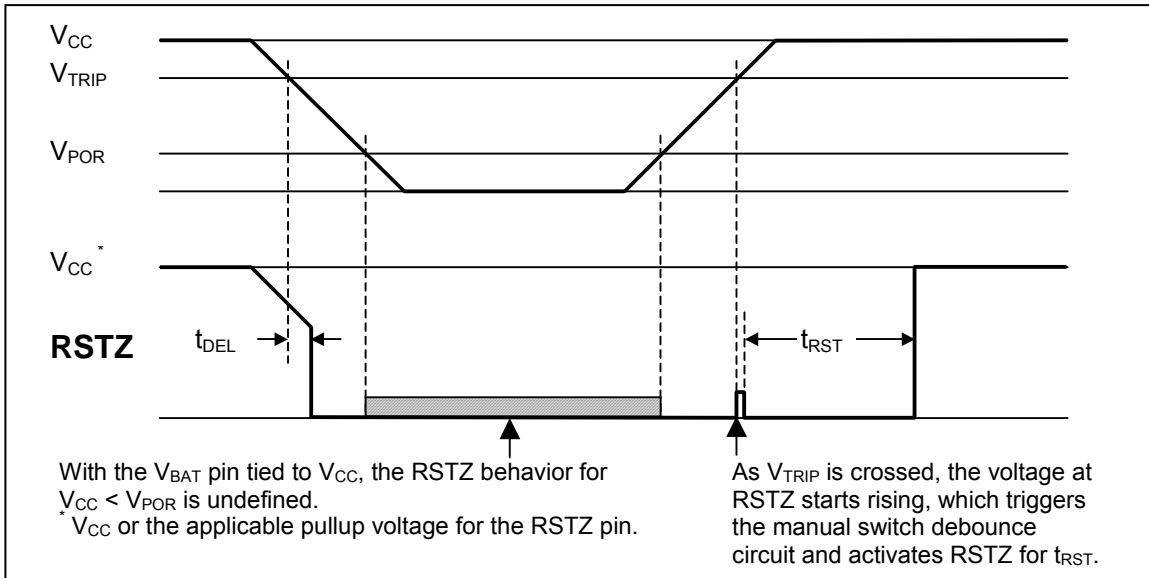 VCC
VTRIP
VPOR
VCC *
RSTZ
tDEL
tRST
With the VBAT pin tied to VCC, the RSTZ behavior for
VCC < VPOR is undefined.
* VCC or the applicable pullup voltage for the RSTZ pin.
As VTRIP is crossed, the voltage at
RSTZ starts rising, which triggers
the manual switch debounce
circuit and activates RSTZ for tRST.